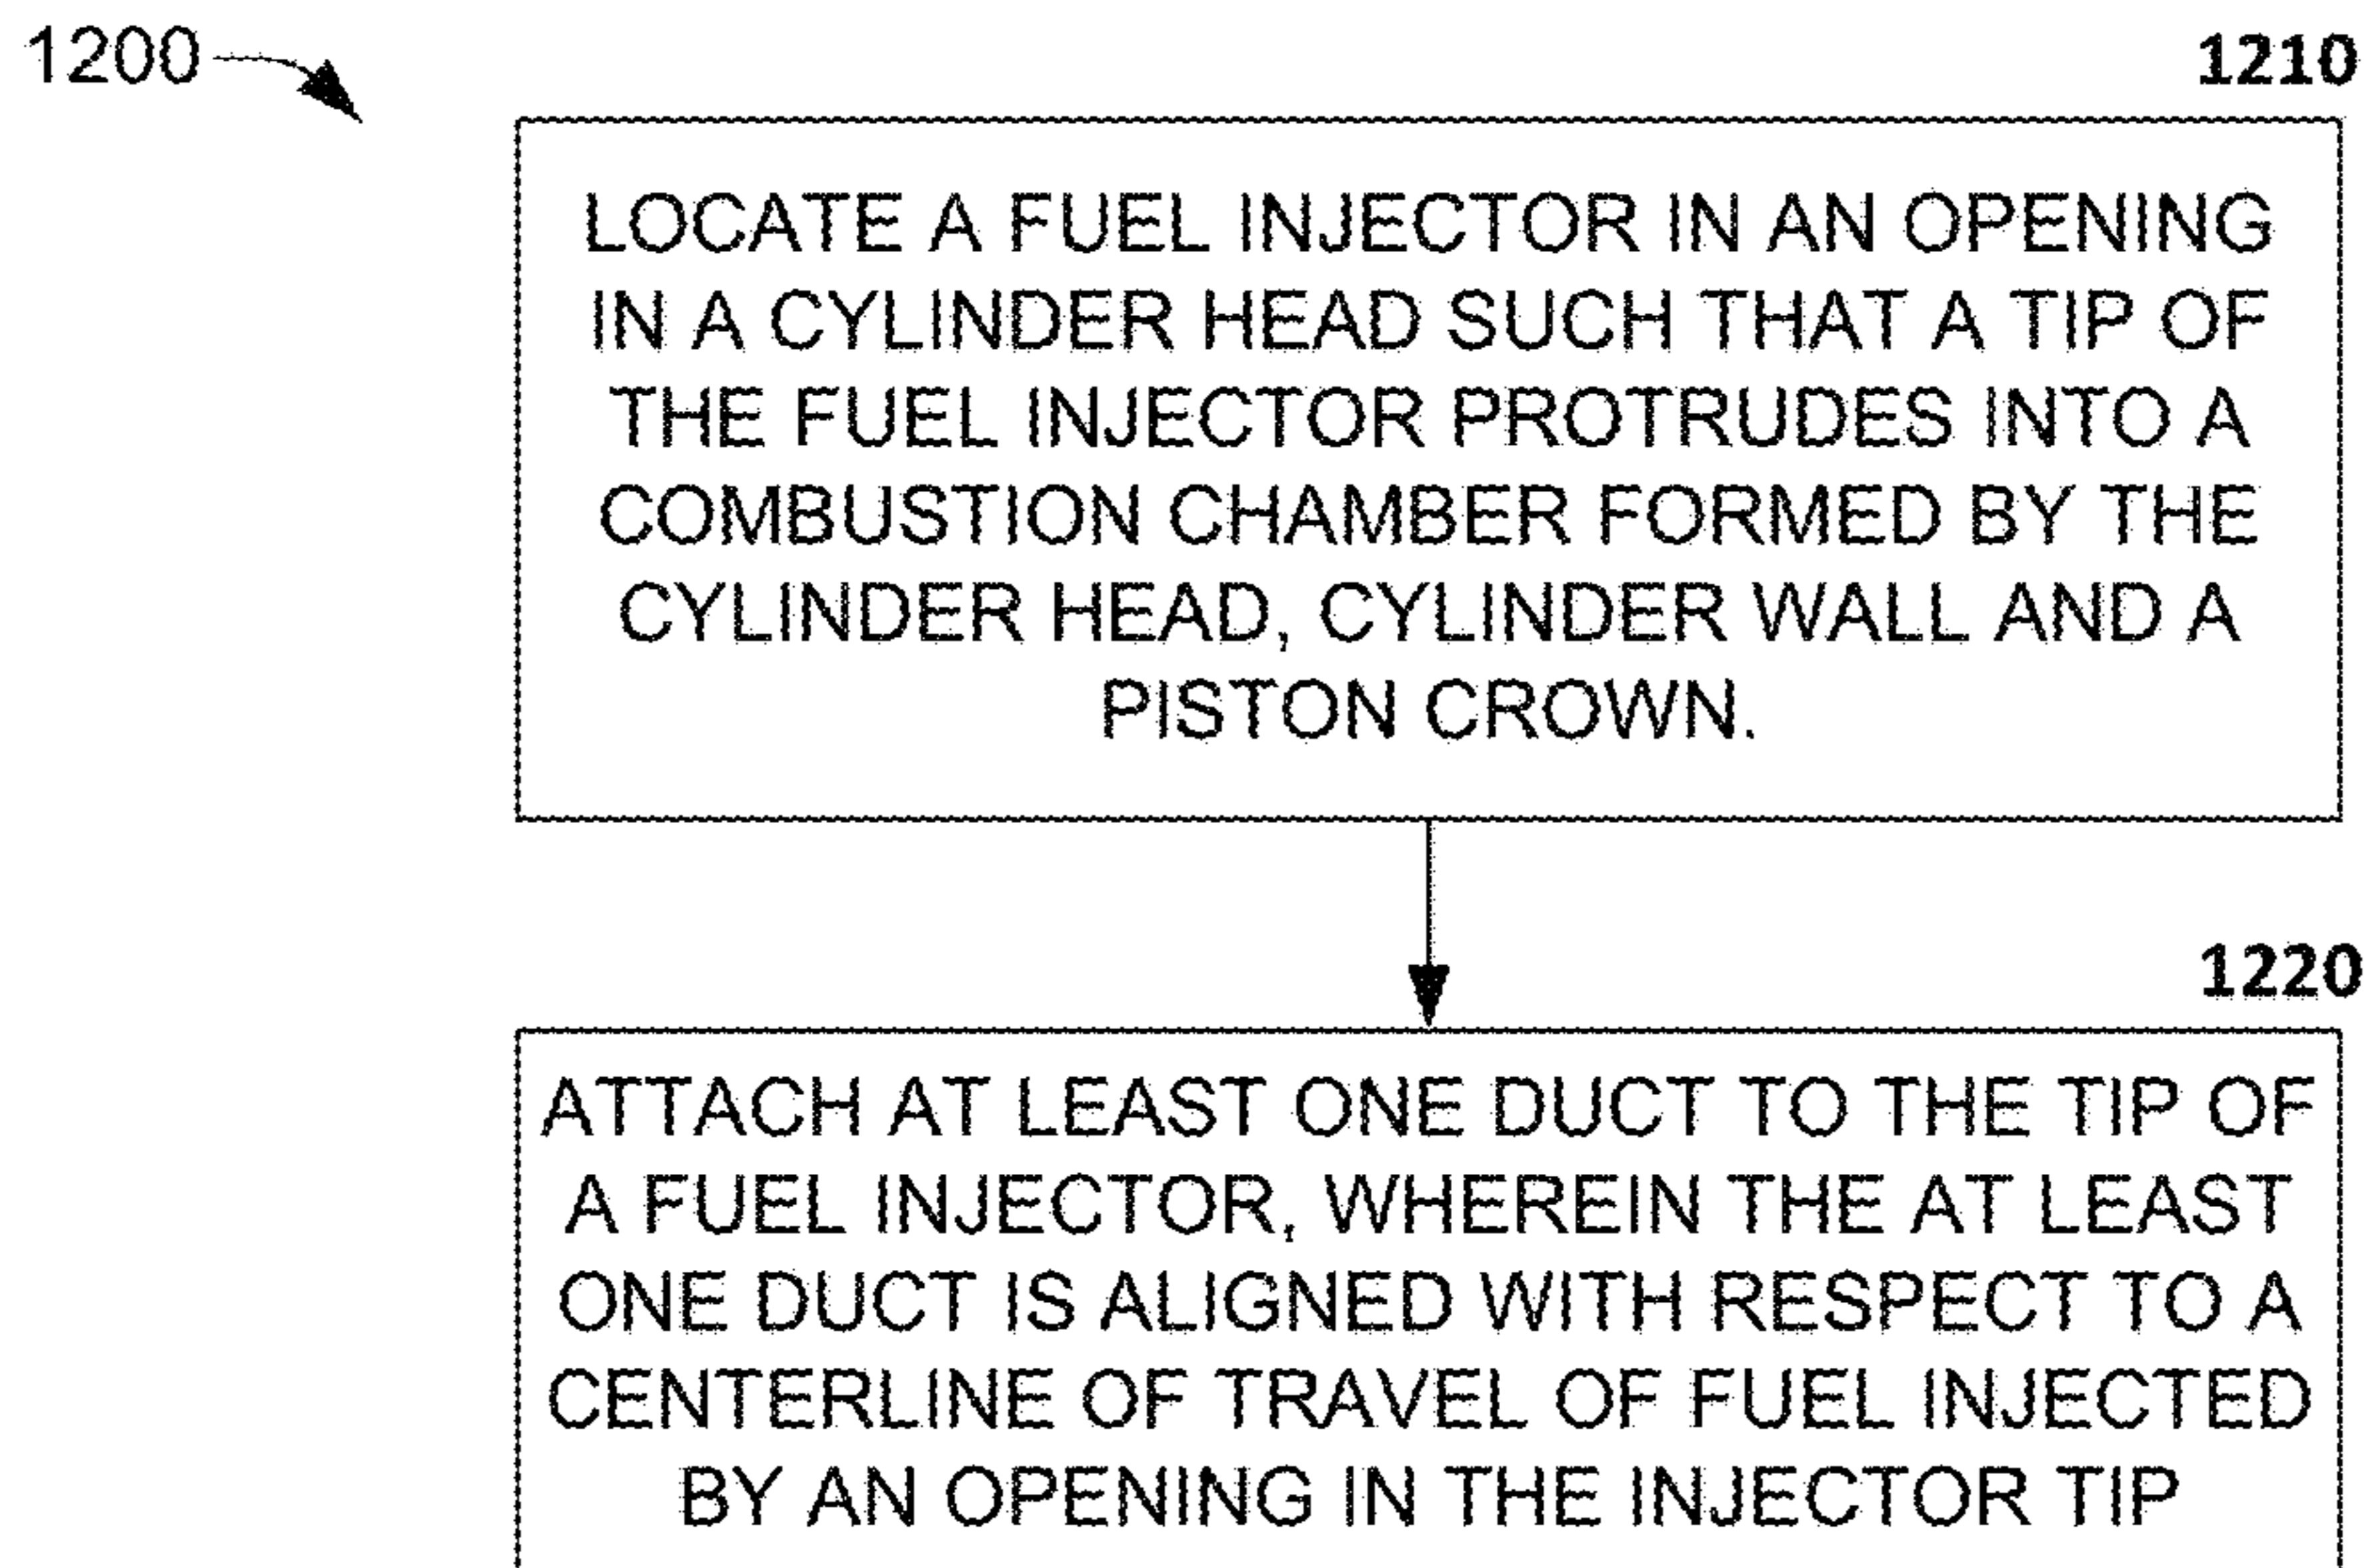 1200
1210
LOCATE A FUEL INJECTOR IN AN OPENING
IN A CYLINDER HEAD SUCH THAT A TIP OF
THE FUEL INJECTOR PROTRUDES INTO A
COMBUSTION CHAMBER FORMED BY THE
CYLINDER HEAD, CYLINDER WALL AND A
PISTON CROWN.
1220
ATTACH AT LEAST ONE DUCT TO THE TIP OF
A FUEL INJECTOR, WHEREIN THE AT LEAST
ONE DUCT IS ALIGNED WITH RESPECT TO A
CENTERLINE OF TRAVEL OF FUEL INJECTED
BY AN OPENING IN THE INJECTOR TIP